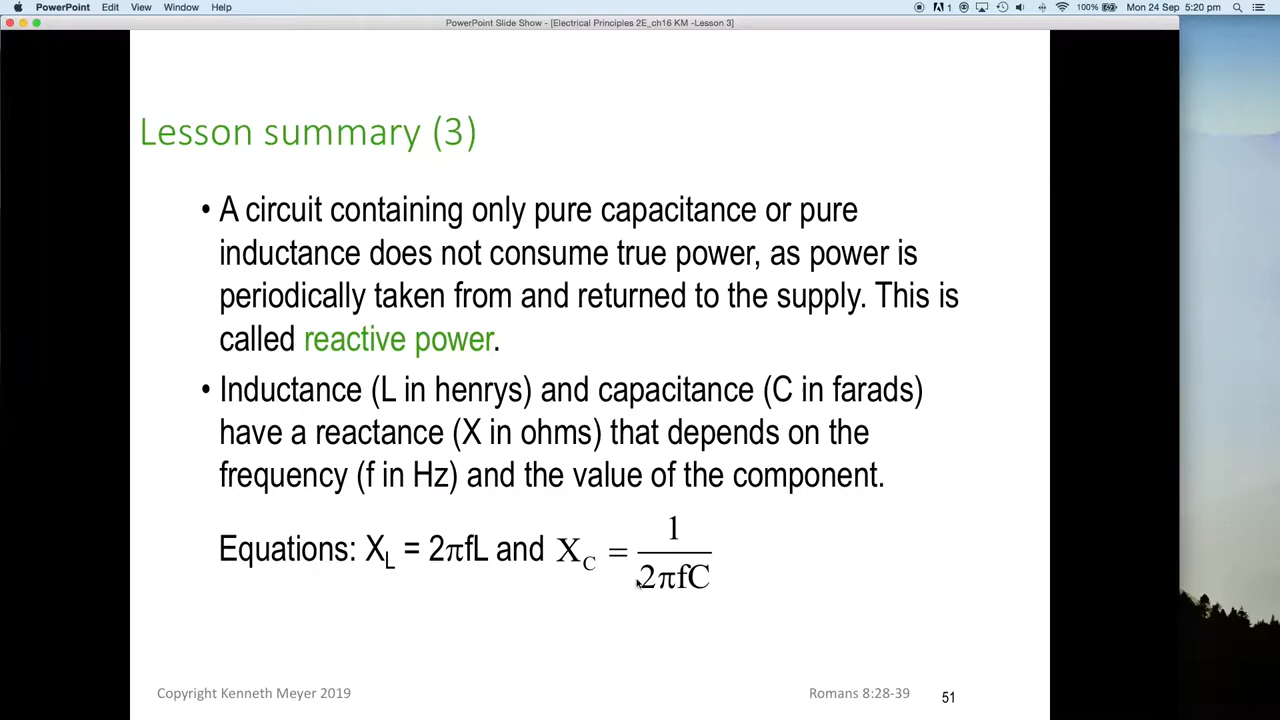 PowerPoint Edit View Window Help
1 100% Mon 24 Sep 5:20 pm
PowerPoint Slide Show - [Electrical Principles 2E_ch16 KM -Lesson 3]
Lesson summary (3)
• A circuit containing only pure capacitance or pure
inductance does not consume true power, as power is
periodically taken from and returned to the supply. This is
called reactive power.
• Inductance (L in henrys) and capacitance (C in farads)
have a reactance (X in ohms) that depends on the
frequency (f in Hz) and the value of the component.
Equations: X_L = 2πfL and X_C = 1/2πfC
Copyright Kenneth Meyer 2019 Romans 8:28-39 51